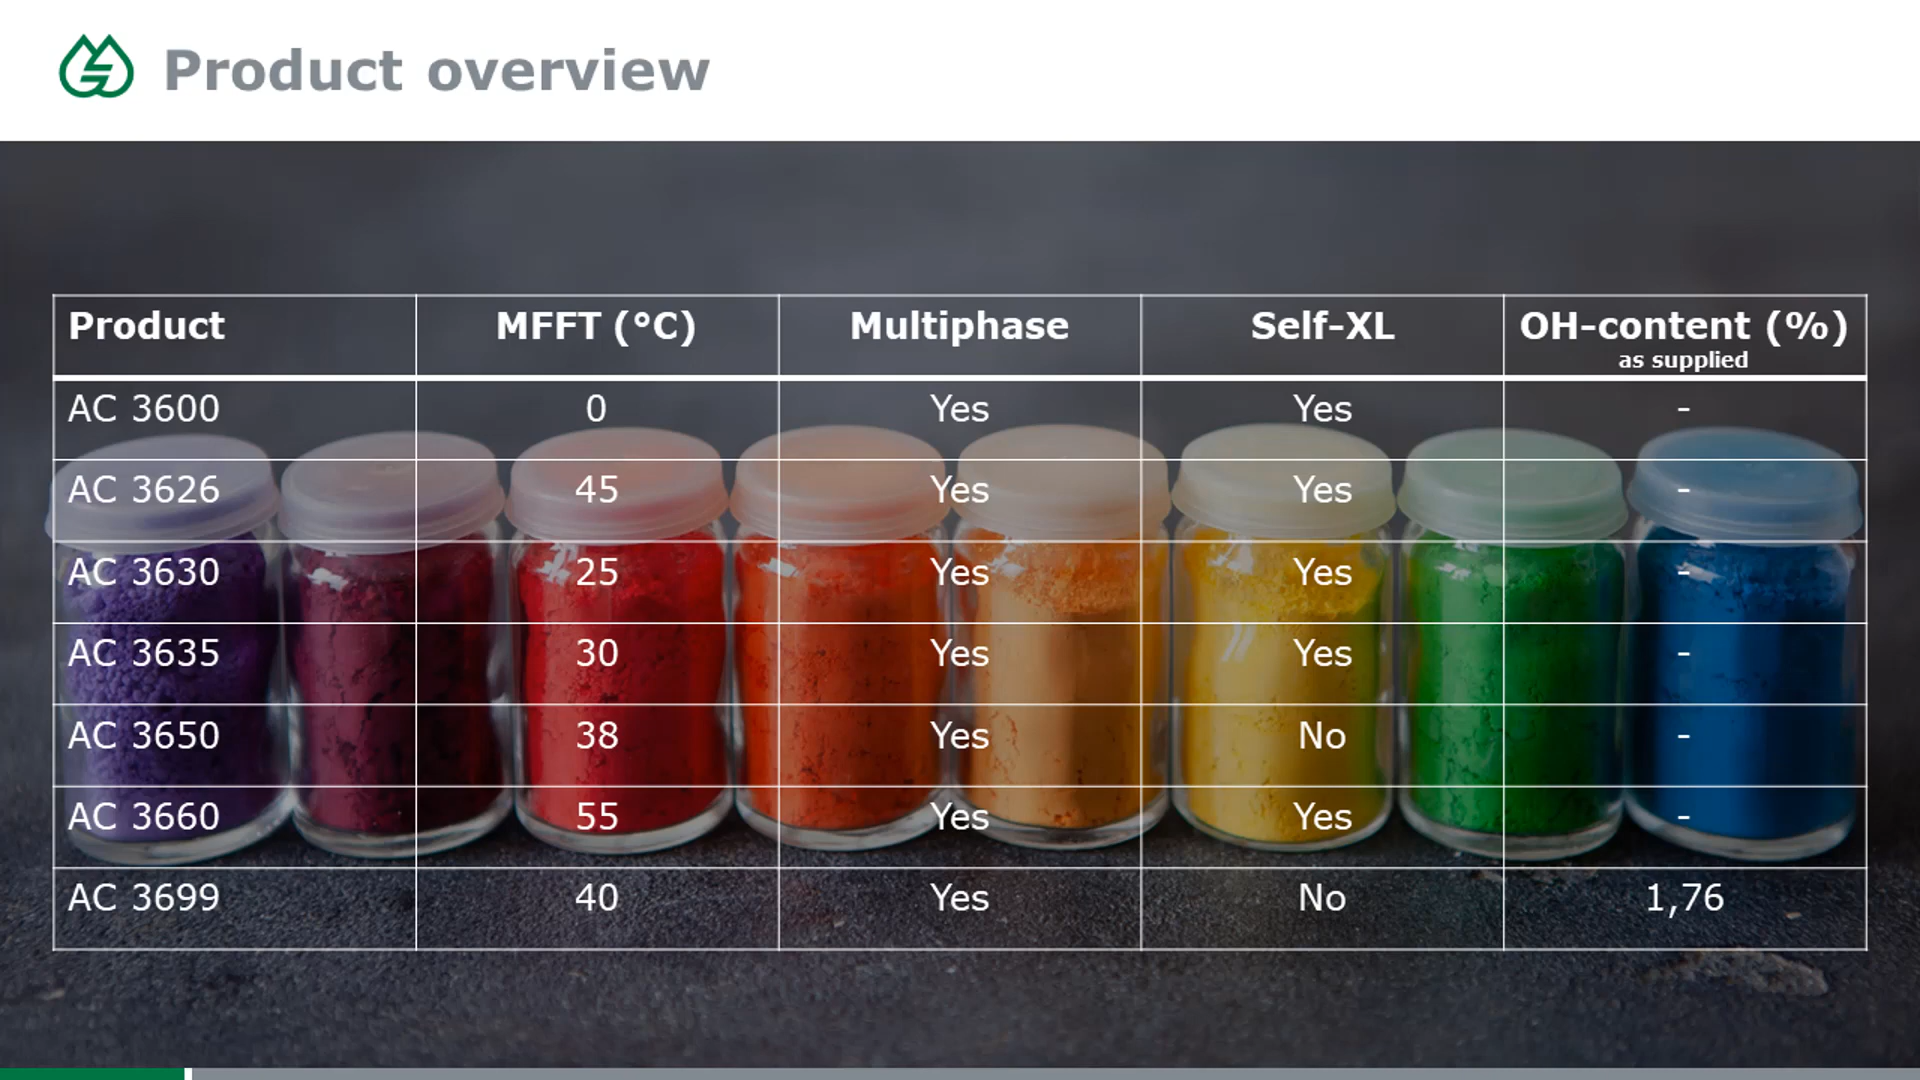 Product overview
Product MFFT (°C) Multiphase Self-XL OH-content (%)
as supplied
AC 3600 0 Yes Yes -
AC 3626 45 Yes Yes -
AC 3630 25 Yes Yes -
AC 3635 30 Yes Yes -
AC 3650 38 Yes No -
AC 3660 55 Yes Yes -
AC 3699 40 Yes No 1,76